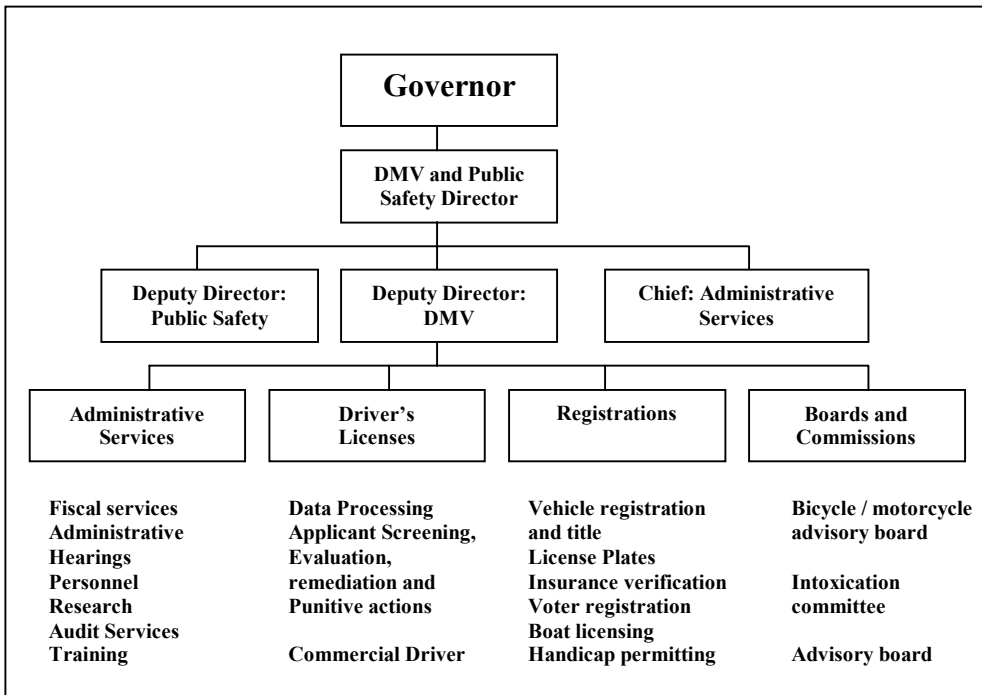 Governor
DMV and Public
Safety Director
Deputy Director:
Public Safety
Deputy Director:
DMV
Chief: Administrative
Services
Administrative
Services
Driver’s
Licenses
Registrations
Boards and
Commissions
Fiscal services
Administrative
Hearings
Personnel
Research
Audit Services
Training
Data Processing
Applicant Screening,
Evaluation,
remediation and
Punitive actions
Commercial Driver
Vehicle registration
and title
License Plates
Insurance verification
Voter registration
Boat licensing
Handicap permitting
Bicycle / motorcycle
advisory board
Intoxication
committee
Advisory board